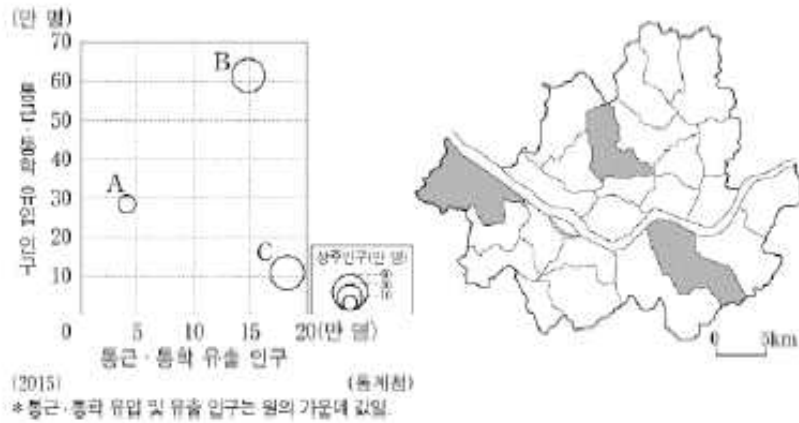 (만 명)
70
60
50
40
30
20
10
0
통근·통학 유입 인구
A
B
C
상주인구(만 명)
5
10
15
20(만 명)
통근·통학 유출 인구
(2015)
(통계청)
* 통근·통학 유입 및 유출 인구는 원의 가운데 값임.
0
5km